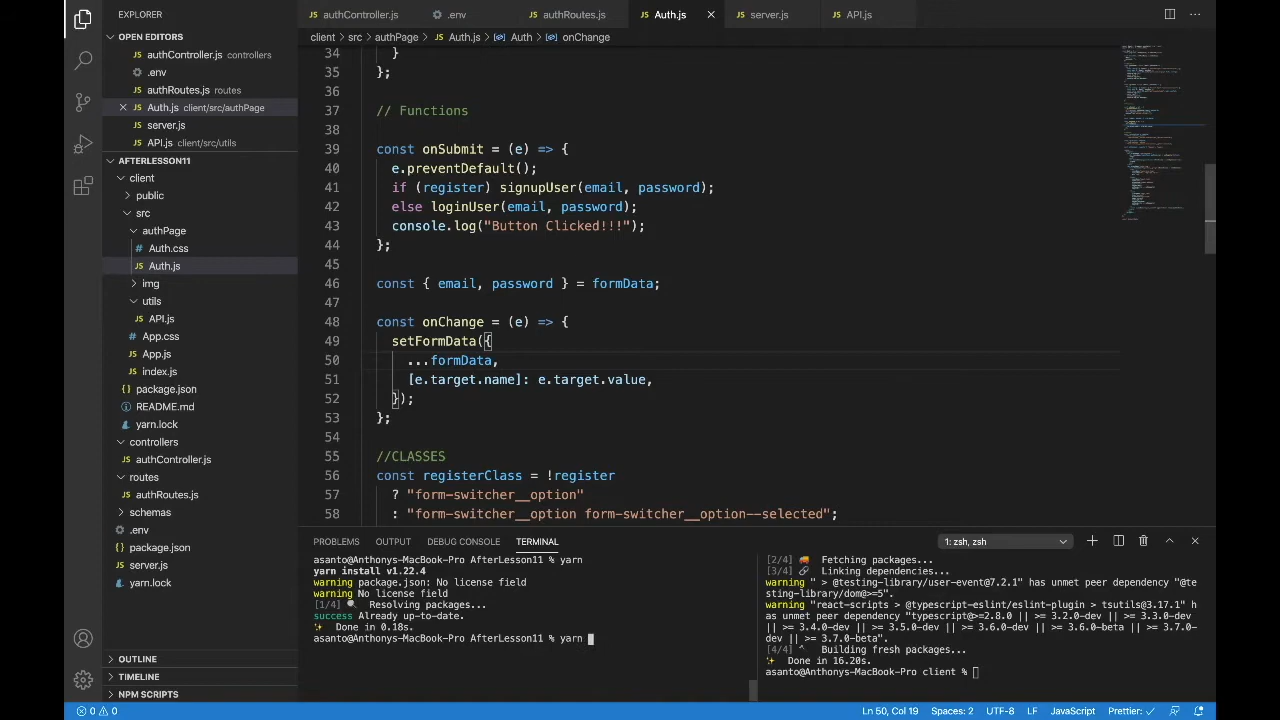 EXPLORER
OPEN EDITORS
authController.js controllers
.env
authRoutes.js routes
Auth.js client/src/authPage
server.js
API.js client/src/utils
AFTERLESSON11
client
public
src
authPage
Auth.css
Auth.js
img
utils
API.js
App.css
App.js
index.js
package.json
README.md
yarn.lock
controllers
authController.js
routes
authRoutes.js
schemas
.env
package.json
server.js
yarn.lock
OUTLINE
TIMELINE
NPM SCRIPTS
authController.js .env authRoutes.js Auth.js server.js API.js
client > src > authPage > Auth.js > Auth > onChange
34 }
35 };
36
37 // Functions
38
39 const onSubmit = (e) => {
40 e.preventDefault();
41 if (register) signupUser(email, password);
42 else loginUser(email, password);
43 console.log("Button Clicked!!!");
44 };
45
46 const { email, password } = formData;
47
48 const onChange = (e) => {
49 setFormData({
50 ...formData,
51 [e.target.name]: e.target.value,
52 });
53 };
54
55 //CLASSES
56 const registerClass = !register
57 ? "form-switcher__option"
58 : "form-switcher__option form-switcher__option--selected";
PROBLEMS OUTPUT DEBUG CONSOLE TERMINAL 1: zsh, zsh
asanto@Anthonys-MacBook-Pro AfterLesson11 % yarn
yarn install v1.22.4
warning package.json: No license field
warning No license field
[1/4] Resolving packages...
success Already up-to-date.
Done in 0.18s.
asanto@Anthonys-MacBook-Pro AfterLesson11 % yarn
[2/4] Fetching packages...
[3/4] Linking dependencies...
warning " > @testing-library/user-event@7.2.1" has unmet peer dependency "@te
sting-library/dom@>=5".
warning "react-scripts > @typescript-eslint/eslint-plugin > tsutils@3.17.1" h
as unmet peer dependency "typescript@>=2.8.0 || >= 3.2.0-dev || >= 3.3.0-dev
|| >= 3.4.0-dev || >= 3.5.0-dev || >= 3.6.0-dev || >= 3.6.0-beta || >= 3.7.0-
dev || >= 3.7.0-beta".
[4/4] Building fresh packages...
Done in 16.20s.
asanto@Anthonys-MacBook-Pro client %
0 0 Ln 50, Col 19 Spaces: 2 UTF-8 LF JavaScript Prettier: ✓